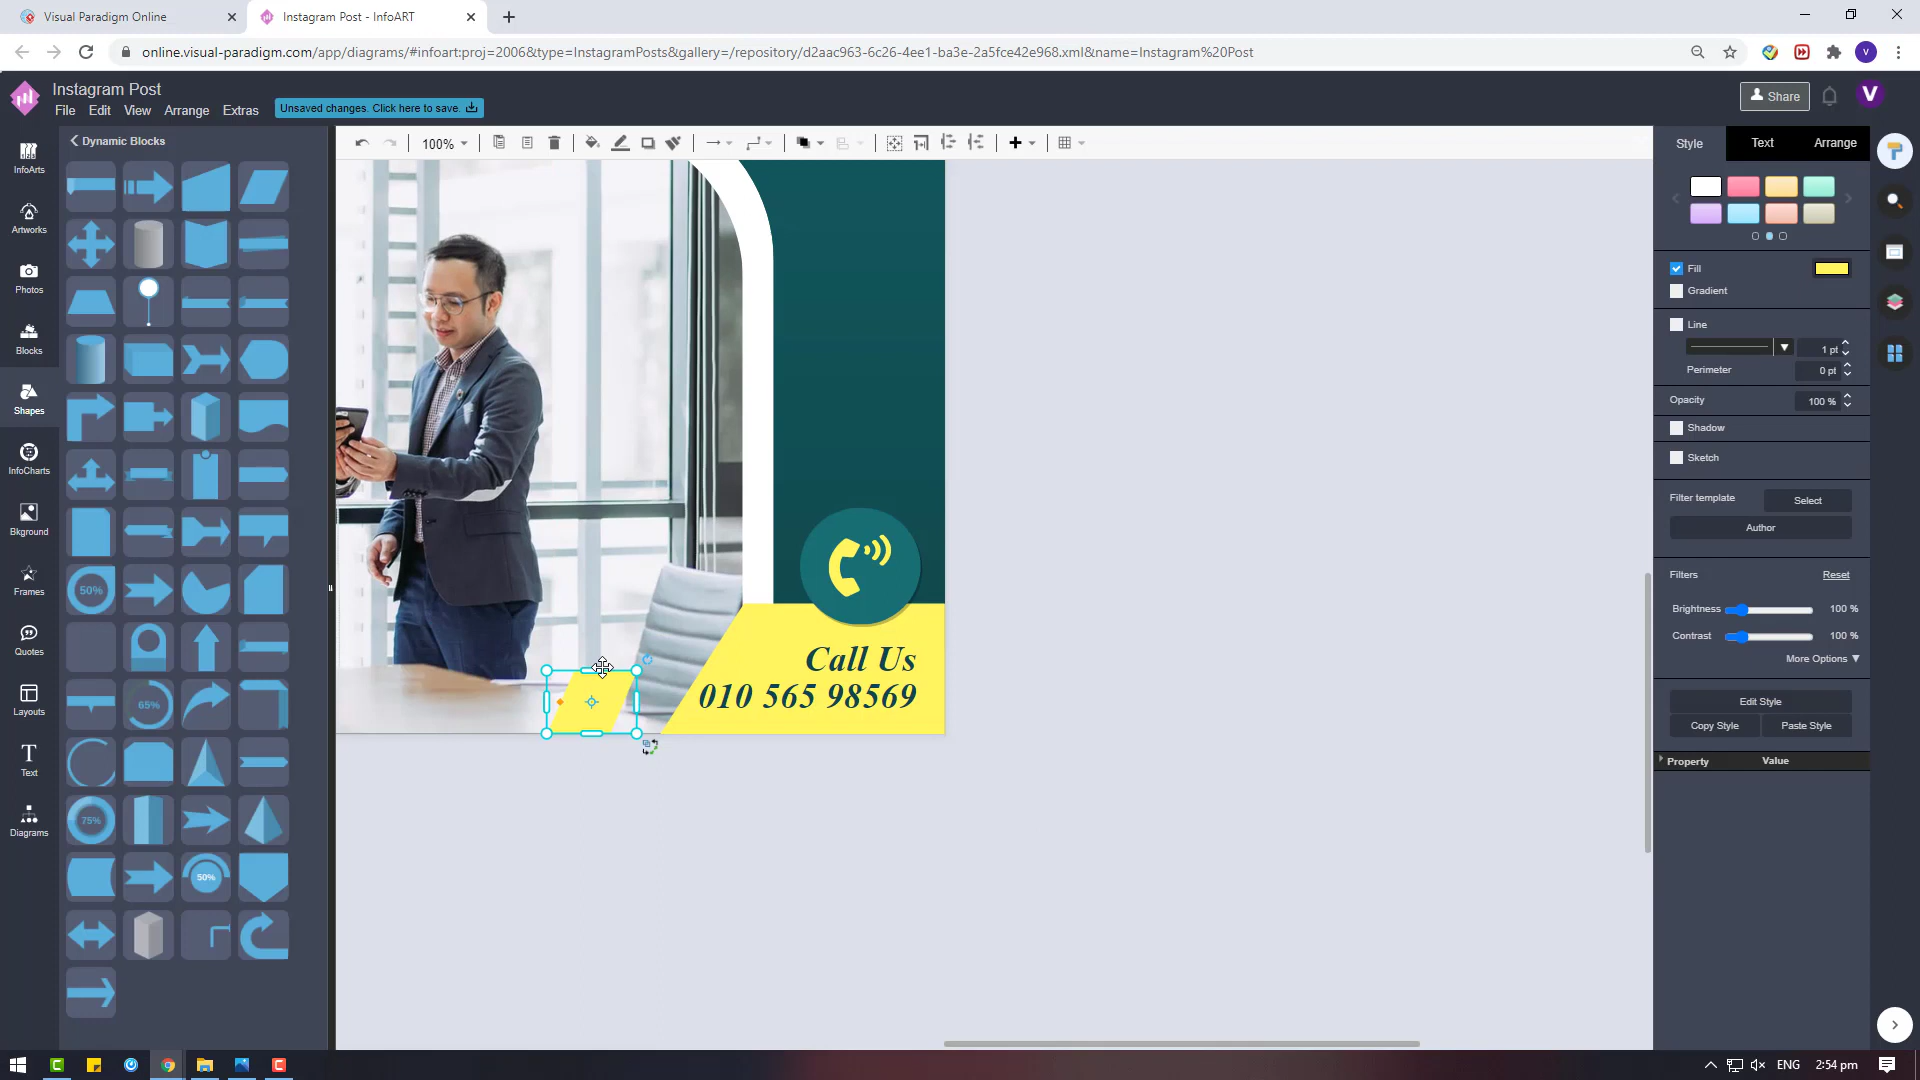 Visual Paradigm Online
Instagram Post - InfoART
online.visual-paradigm.com/app/diagrams/#infoart:proj=2006&type=InstagramPosts&gallery=/repository/d2aac963-6c26-4ee1-ba3e-2a5fce42e968.xml&name=Instagram%20Post
V
Instagram Post
File
Edit
View
Arrange
Extras
Unsaved changes. Click here to save.
Share
V
InfoArts
Artworks
Photos
Blocks
Shapes
InfoCharts
Bkground
Frames
Quotes
Layouts
Text
Diagrams
Dynamic Blocks
50%
65%
75%
50%
100%
Call Us
010 565 98569
Style
Text
Arrange
Fill
Gradient
Line
1 pt
Perimeter
0 pt
Opacity
100 %
Shadow
Sketch
Filter template
Select
Author
Filters
Reset
Brightness
100 %
Contrast
100 %
More Options
Edit Style
Copy Style
Paste Style
Property
Value
ENG
2:54 pm